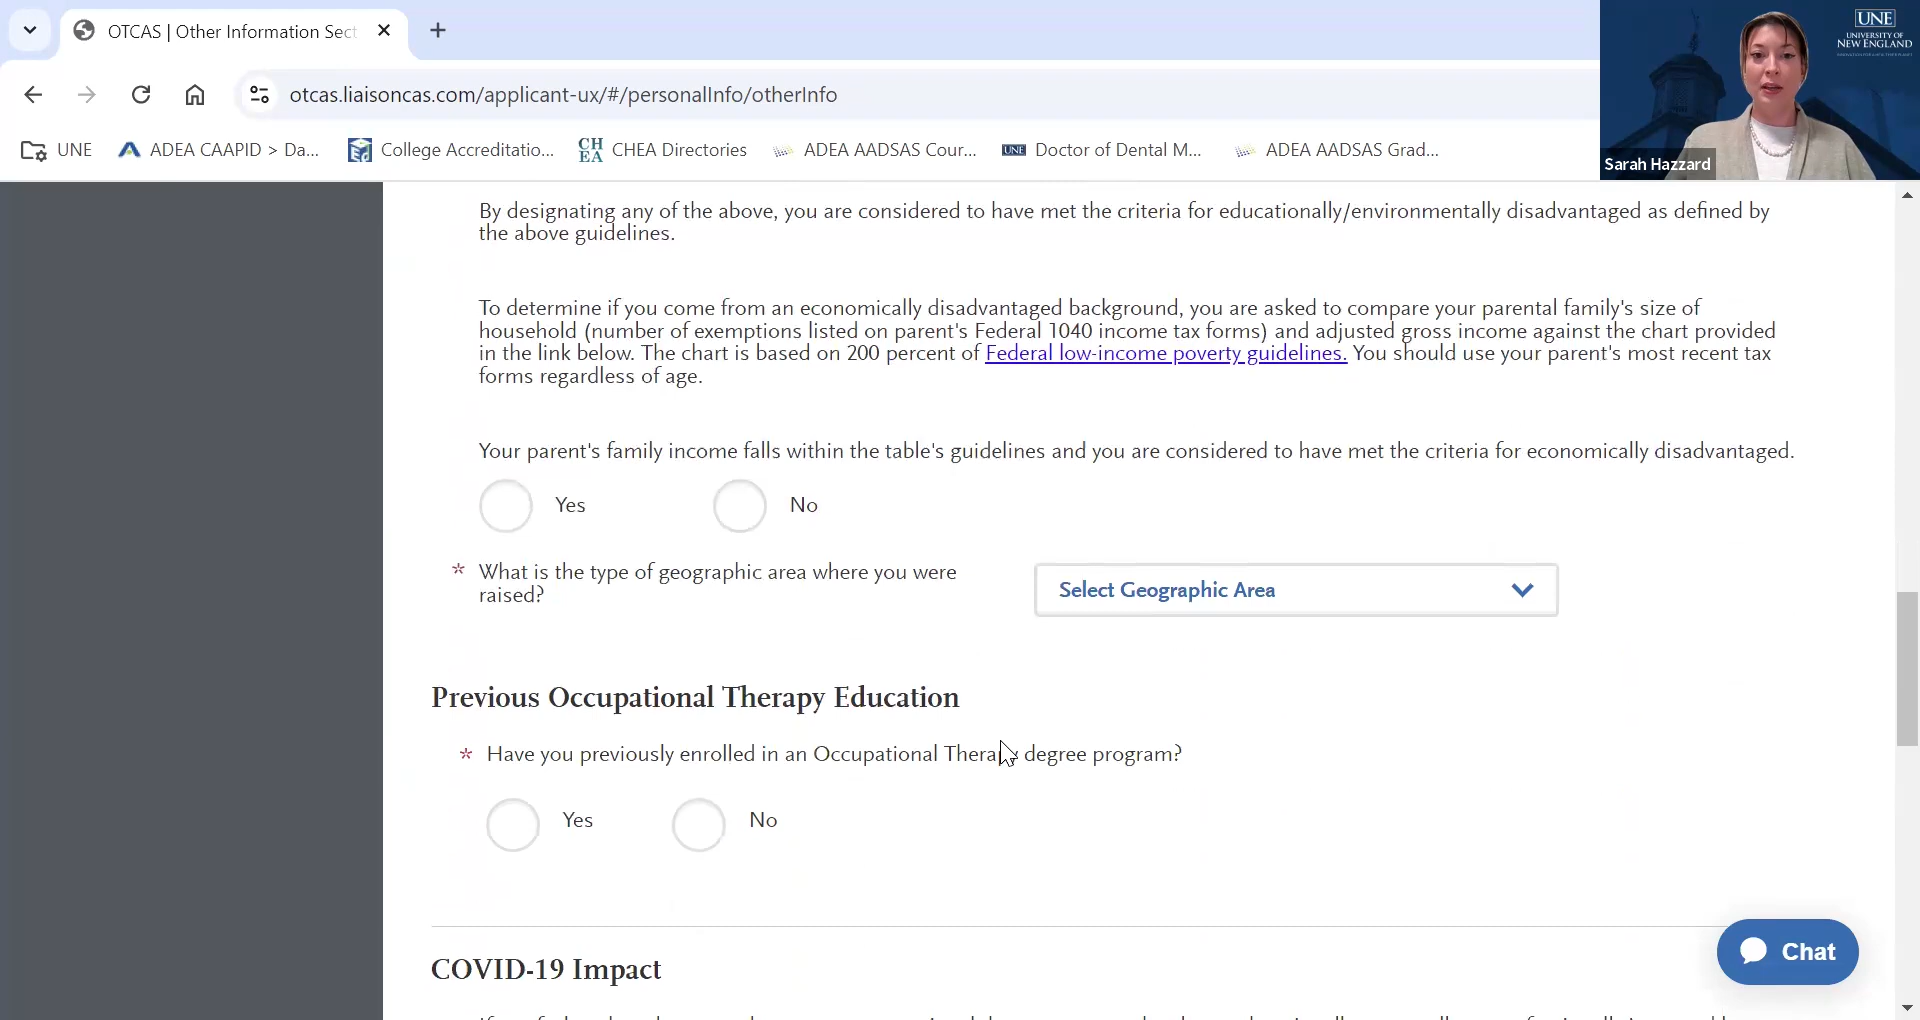 OTCAS | Other Information Sect
otcas.liaisoncas.com/applicant-ux/#/personalInfo/otherInfo
UNE
ADEA CAAPID > Da...
College Accreditatio...
CH
EA
CHEA Directories
ADEA AADSAS Cour...
UNE
Doctor of Dental M...
ADEA AADSAS Grad...
UNE
UNIVERSITY OF
NEW ENGLAND
Sarah Hazzard
By designating any of the above, you are considered to have met the criteria for educationally/environmentally disadvantaged as defined by
the above guidelines.
To determine if you come from an economically disadvantaged background, you are asked to compare your parental family's size of
household (number of exemptions listed on parent's Federal 1040 income tax forms) and adjusted gross income against the chart provided
in the link below. The chart is based on 200 percent of Federal low-income poverty guidelines. You should use your parent's most recent tax
forms regardless of age.
Your parent's family income falls within the table's guidelines and you are considered to have met the criteria for economically disadvantaged.
Yes No
* What is the type of geographic area where you were
raised?
Select Geographic Area
Previous Occupational Therapy Education
* Have you previously enrolled in an Occupational Therapy degree program?
Yes No
COVID-19 Impact
Chat